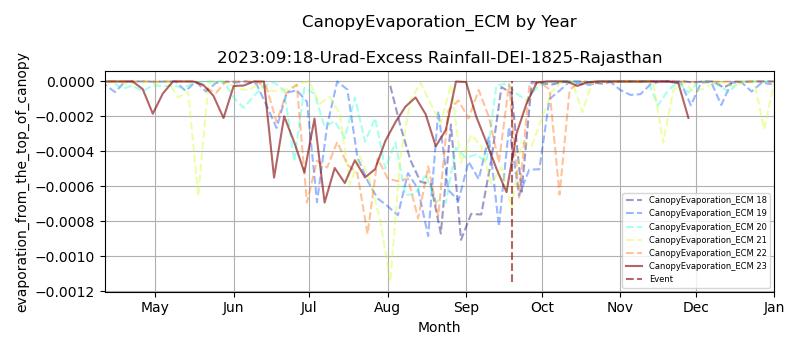 CanopyEvaporation_ECM by Year
2023:09:18-Urad-Excess Rainfall-DEI-1825-Rajasthan
evaporation_from_the_top_of_canopy
0.0000
−0.0002
−0.0004
−0.0006
−0.0008
−0.0010
−0.0012
CanopyEvaporation_ECM 18
CanopyEvaporation_ECM 19
CanopyEvaporation_ECM 20
CanopyEvaporation_ECM 21
CanopyEvaporation_ECM 22
CanopyEvaporation_ECM 23
Event
May Jun Jul Aug Sep Oct Nov Dec Jan
Month